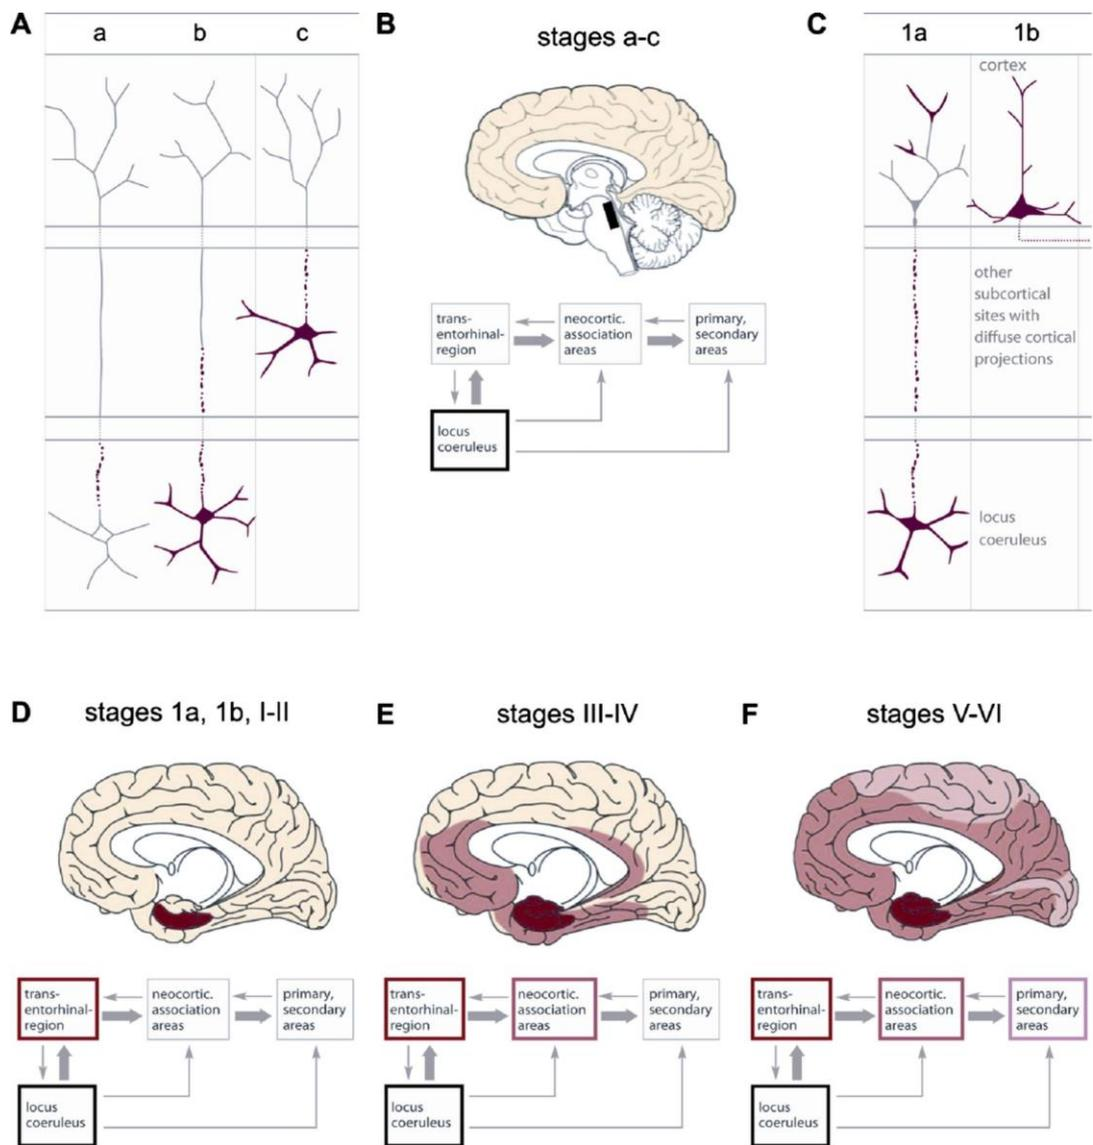 A
a
b
c
B
stages a-c
trans-
entorhinal-
region
neocortic.
association
areas
primary,
secondary
areas
locus
coeruleus
C
1a
1b
cortex
other
subcortical
sites with
diffuse cortical
projections
locus
coeruleus
D
stages 1a, 1b, I-II
trans-
entorhinal-
region
neocortic.
association
areas
primary,
secondary
areas
locus
coeruleus
E
stages III-IV
trans-
entorhinal-
region
neocortic.
association
areas
primary,
secondary
areas
locus
coeruleus
F
stages V-VI
trans-
entorhinal-
region
neocortic.
association
areas
primary,
secondary
areas
locus
coeruleus